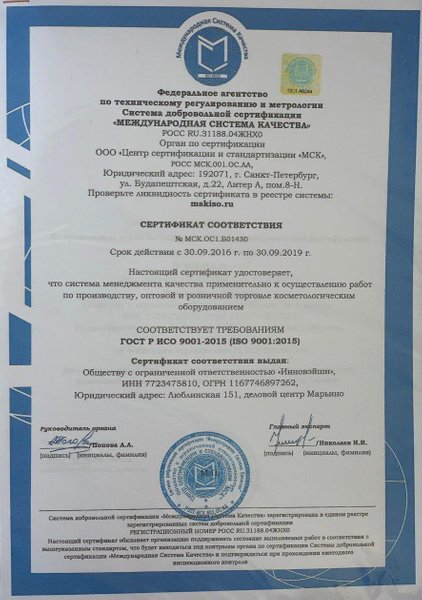 Международная Система Качества
ISO 9001
ОС1.А6244
Федеральное агентство
по техническому регулированию и метрологии
Система добровольной сертификации
«МЕЖДУНАРОДНАЯ СИСТЕМА КАЧЕСТВА»
РОСС RU.31188.04ЖНХ0
Орган по сертификации
ООО «Центр сертификации и стандартизации «МСК»,
РОСС МСК.001.ОС.АА,
Юридический адрес: 192071, г. Санкт-Петербург,
ул. Будапештская, д.22, Литер А, пом.8-Н.
Проверьте ликвидность сертификата в реестре системы:
mskiso.ru
СЕРТИФИКАТ СООТВЕТСТВИЯ
№ МСК.ОС1.Б01430
Срок действия с 30.09.2016 г. по 30.09.2019 г.
Настоящий сертификат удостоверяет,
что система менеджмента качества применительно к осуществлению работ
по производству, оптовой и розничной торговле косметологическим
оборудованием
СООТВЕТСТВУЕТ ТРЕБОВАНИЯМ
ГОСТ Р ИСО 9001-2015 (ISO 9001:2015)
Сертификат соответствия выдан:
Обществу с ограниченной ответственностью «Инновэйшн»,
ИНН 7723475810, ОГРН 1167746897262,
Юридический адрес: Люблинская 151, деловой центр Марьино
Руководитель органа Главный эксперт
/Попова А.А. /Николаев И.И.
(подпись) (инициалы, фамилия) (подпись) (инициалы, фамилия)
Система добровольной сертификации «Международная Система Качества» зарегистрирована в едином реестре
зарегистрированных систем добровольной сертификации
РЕГИСТРАЦИОННЫЙ НОМЕР РОСС RU.31188.04ЖНХ0
Настоящий сертификат обязывает организацию поддерживать состояние выполняемых работ в соответствии с
вышеуказанным стандартом, что будет находиться под контролем органа по сертификации Системы добровольной
сертификации «Международная Система Качества» и подтверждаться при прохождении ежегодного
инспекционного контроля